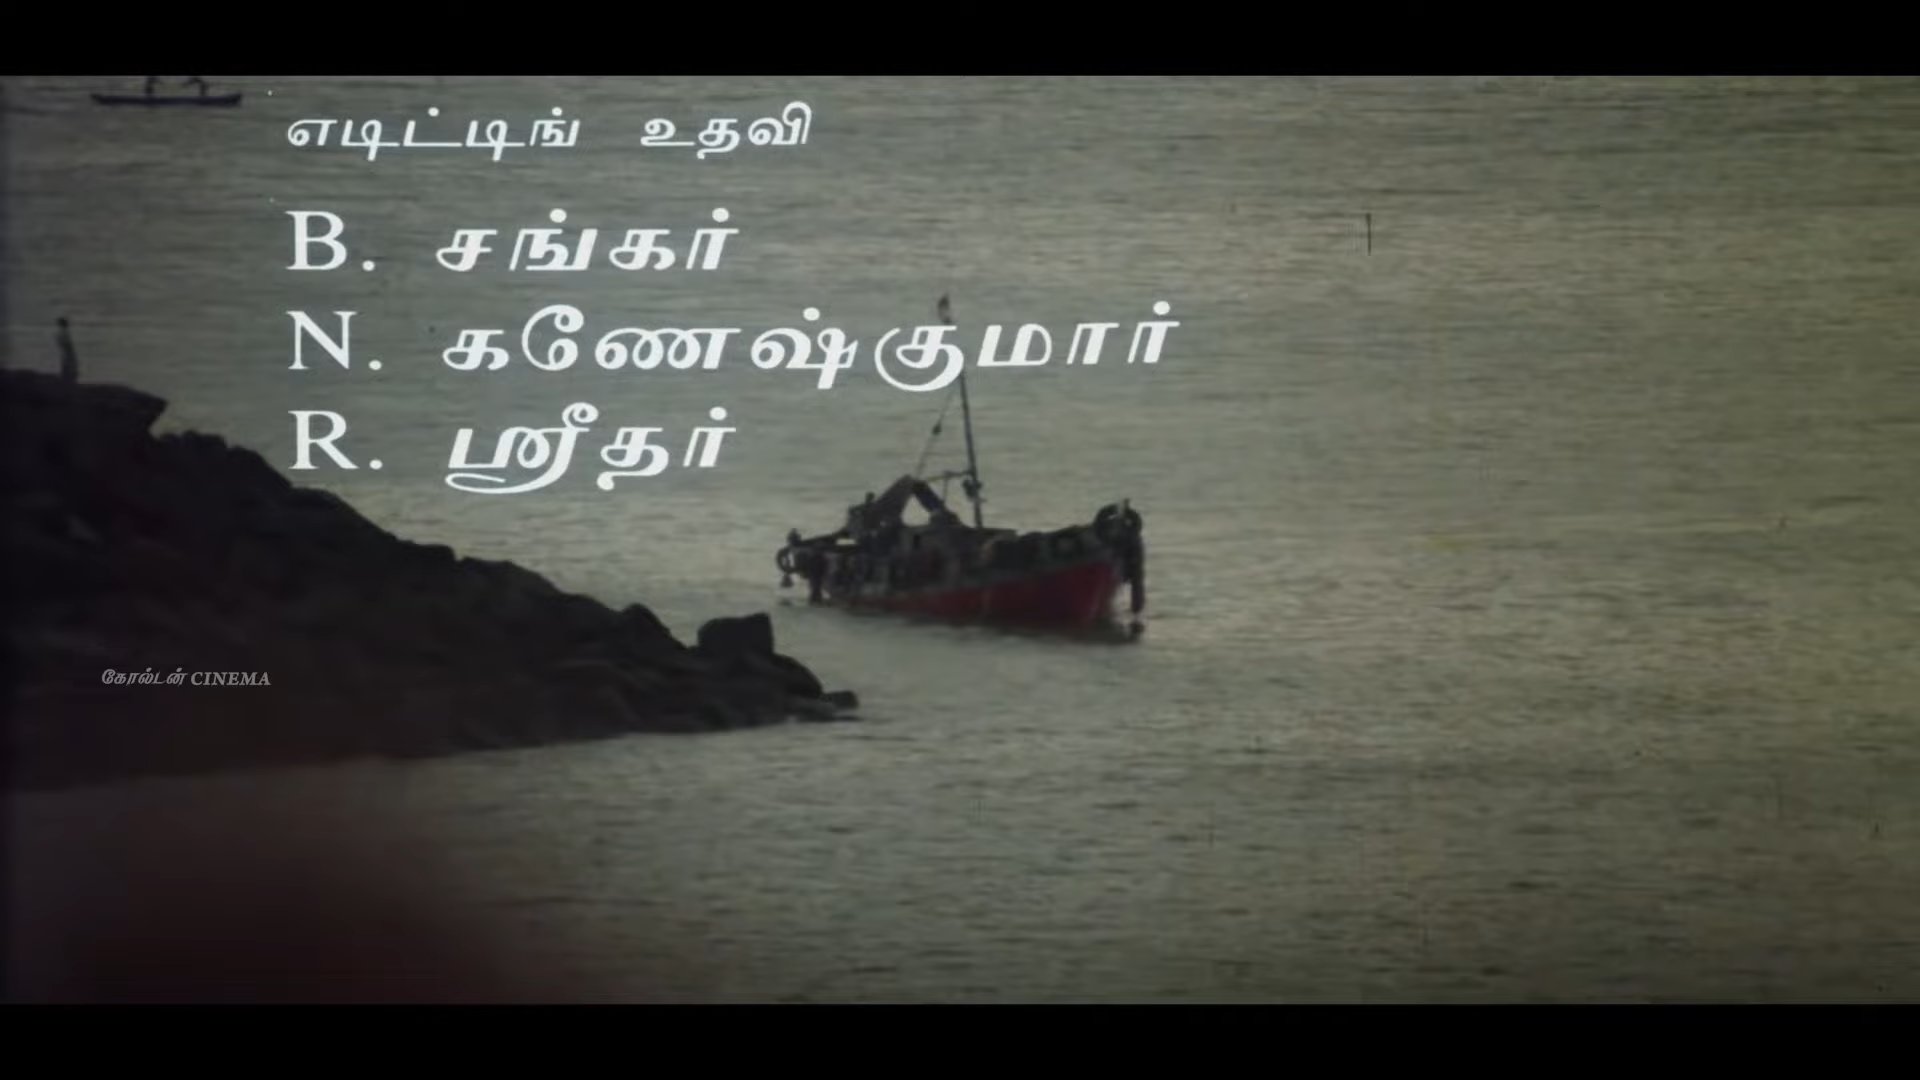 எடிட்டிங் உதவி
B. சங்கர்
N. கணேஷ்குமார்
R. ஸ்ரீதர்
கோல்டன் CINEMA